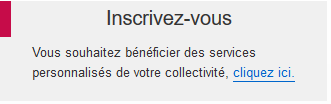 Inscrivez-vous
Vous souhaitez bénéficier des services
personnalisés de votre collectivité, cliquez ici.